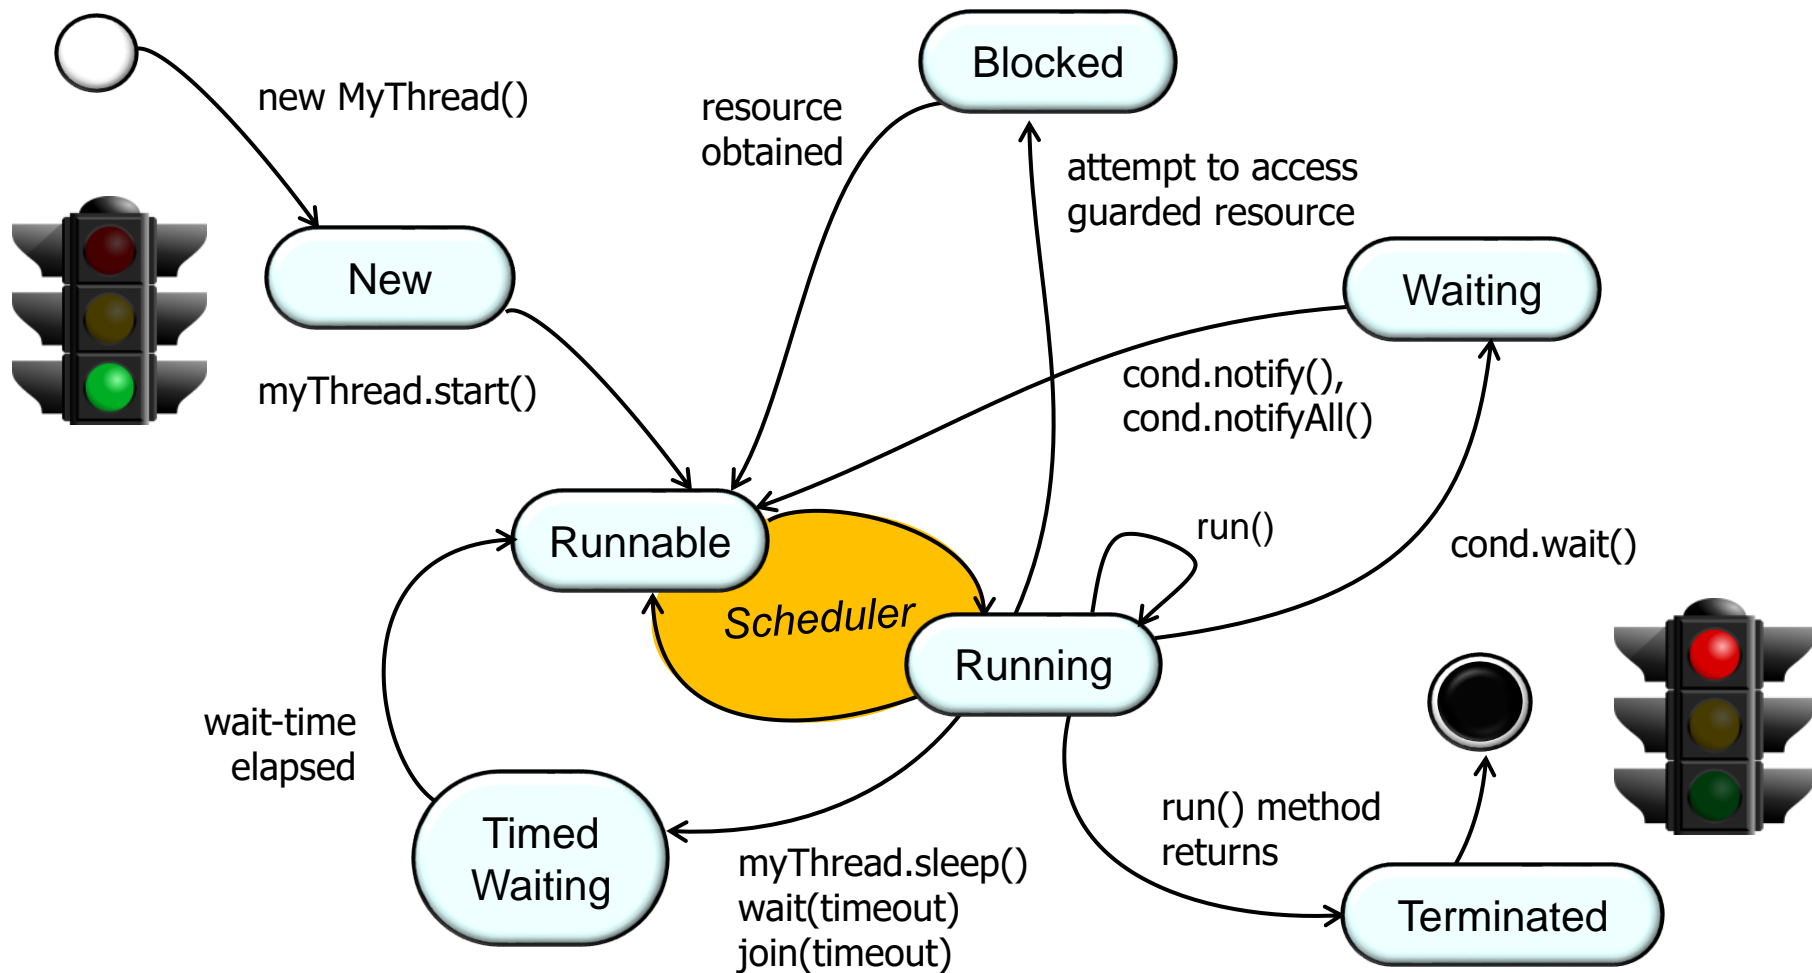 new MyThread()
Blocked
resource
obtained
attempt to access
guarded resource
New
Waiting
myThread.start()
cond.notify(),
cond.notifyAll()
Runnable
run()
cond.wait()
Scheduler
Running
wait-time
elapsed
Timed
Waiting
myThread.sleep()
wait(timeout)
join(timeout)
run() method
returns
Terminated